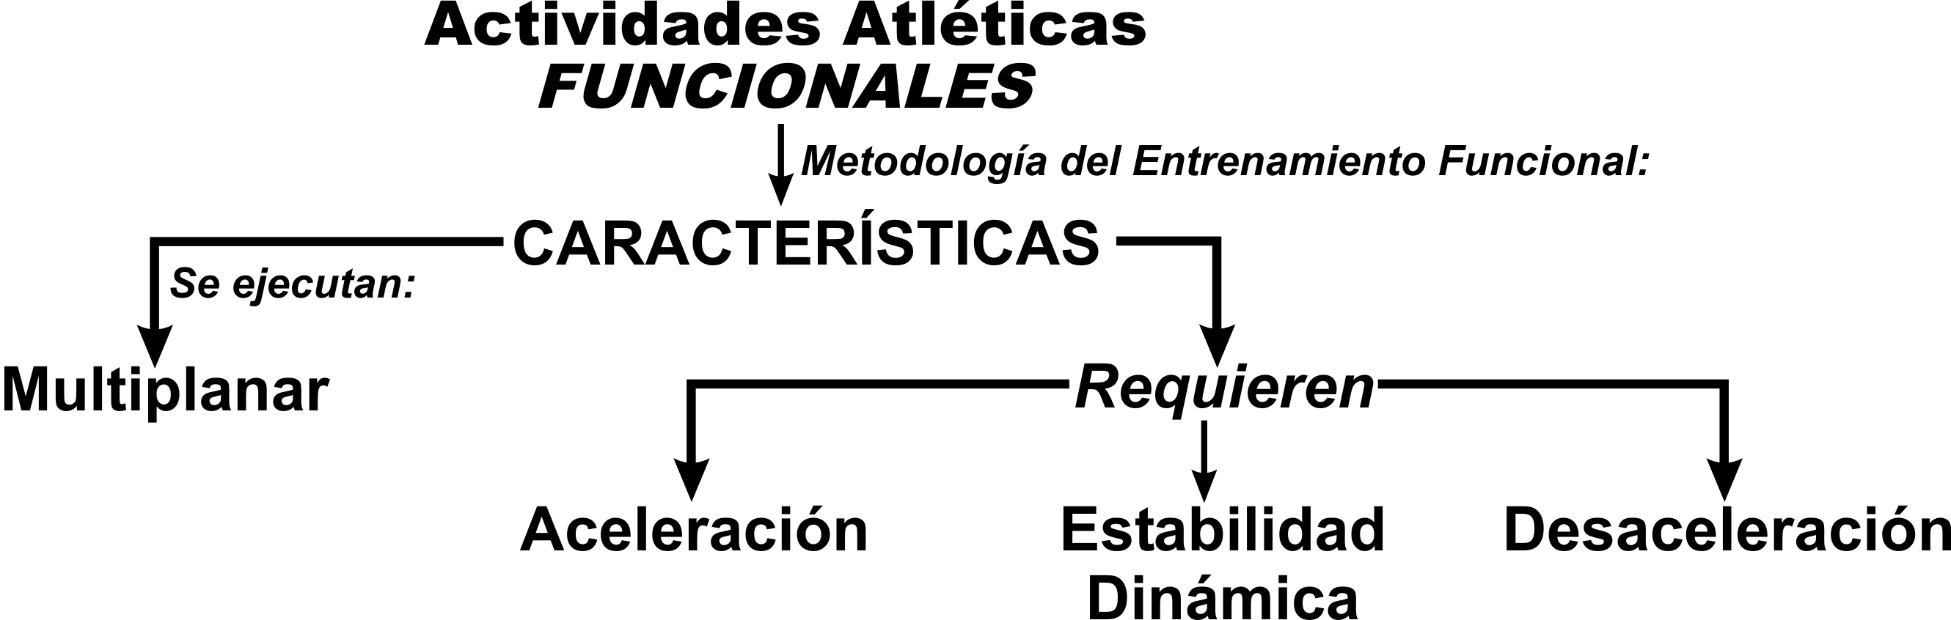 Actividades Atléticas
FUNCIONALES
Metodología del Entrenamiento Funcional:
CARACTERÍSTICAS
Se ejecutan:
Multiplanar
Requieren
Aceleración
Estabilidad
Dinámica
Desaceleración